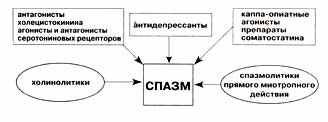 антагонисты
холецистокинина
агонисты и антагонисты
серотониновых рецепторов
антидепрессанты
каппа-опиатные
агонисты
препараты
соматостатина
холинолитики
СПАЗМ
спазмолитики
прямого миотропного
действия